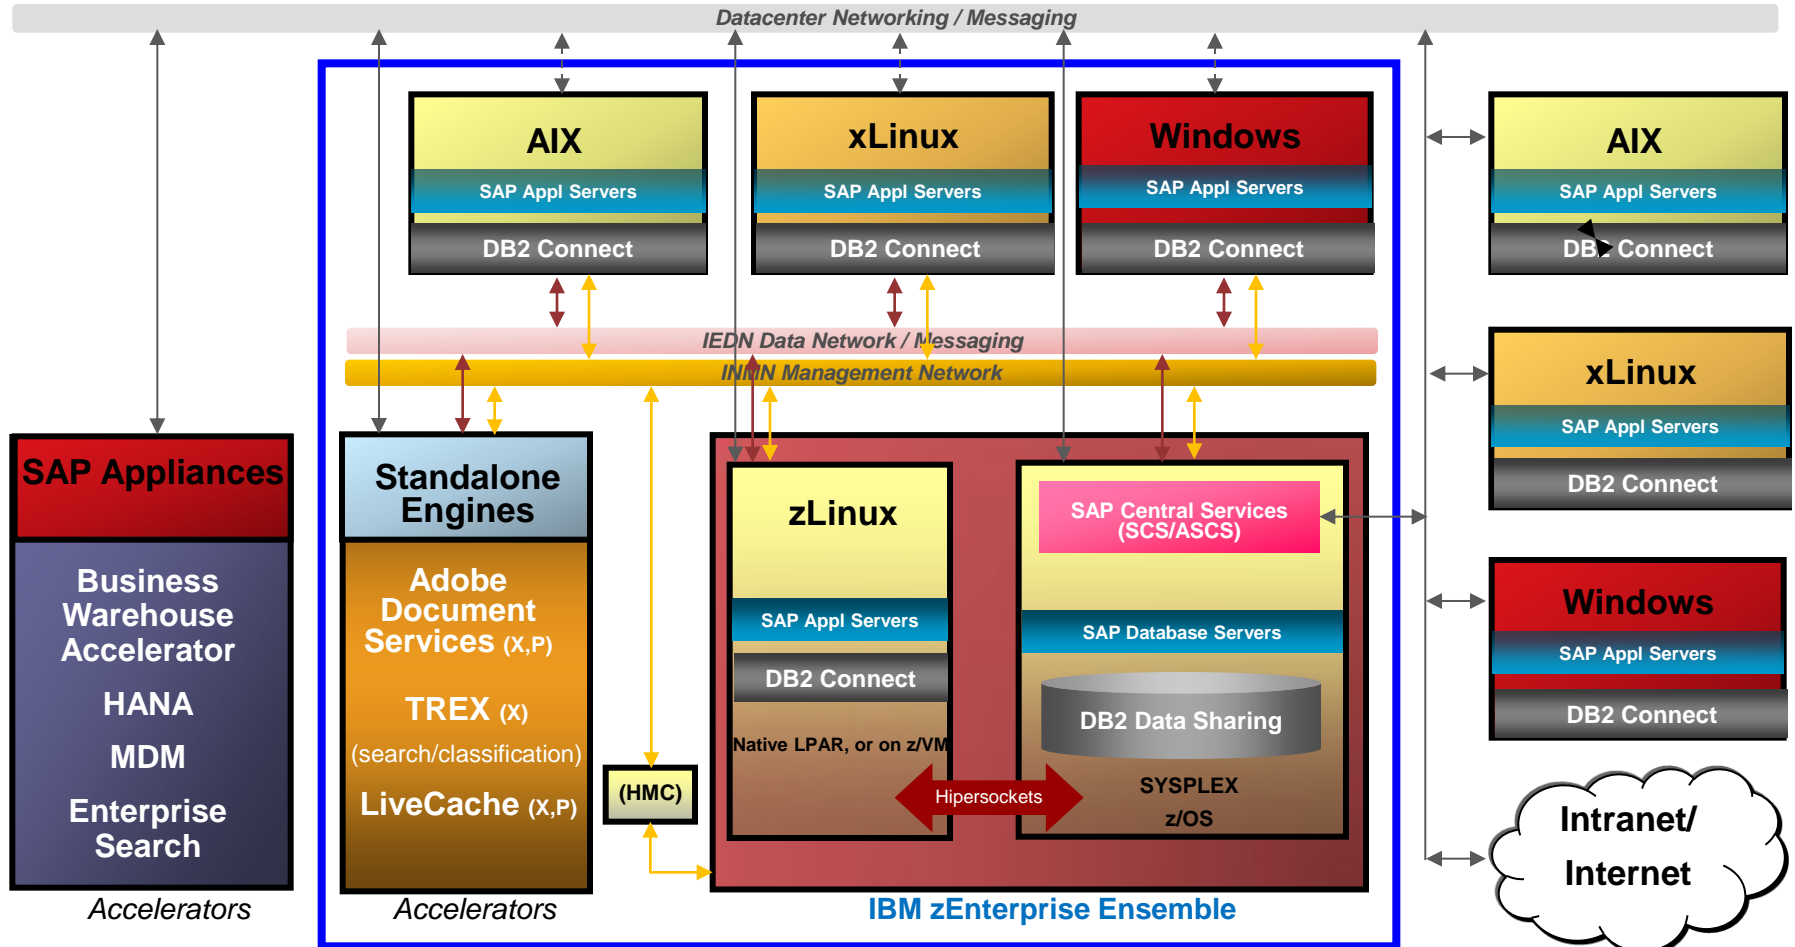 Datacenter Networking / Messaging
AIX
SAP Appl Servers
DB2 Connect
xLinux
SAP Appl Servers
DB2 Connect
Windows
SAP Appl Servers
DB2 Connect
AIX
SAP Appl Servers
DB2 Connect
IEDN Data Network / Messaging
INMN Management Network
xLinux
SAP Appl Servers
DB2 Connect
SAP Appliances
Business
Warehouse
Accelerator
HANA
MDM
Enterprise
Search
Accelerators
Standalone
Engines
Adobe
Document
Services (X,P)
TREX (X)
(search/classification)
LiveCache (X,P)
Accelerators
(HMC)
zLinux
SAP Appl Servers
DB2 Connect
Native LPAR, or on z/VM
Hipersockets
SAP Central Services
(SCS/ASCS)
SAP Database Servers
DB2 Data Sharing
SYSPLEX
z/OS
IBM zEnterprise Ensemble
Windows
SAP Appl Servers
DB2 Connect
Intranet/
Internet